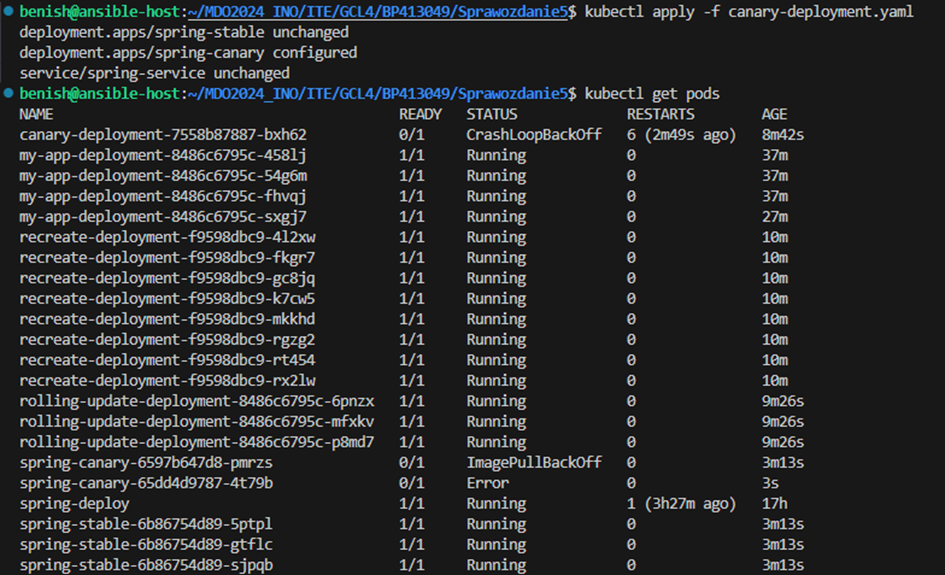 benish@ansible-host:~/MDO2024_INO/ITE/GCL4/BP413049/Sprawozdanie5$ kubectl apply -f canary-deployment.yaml
deployment.apps/spring-stable unchanged
deployment.apps/spring-canary configured
service/spring-service unchanged
benish@ansible-host:~/MDO2024_INO/ITE/GCL4/BP413049/Sprawozdanie5$ kubectl get pods
NAME READY STATUS RESTARTS AGE
canary-deployment-7558b87887-bxh62 0/1 CrashLoopBackOff 6 (2m49s ago) 8m42s
my-app-deployment-8486c6795c-458lj 1/1 Running 0 37m
my-app-deployment-8486c6795c-54g6m 1/1 Running 0 37m
my-app-deployment-8486c6795c-fhvqj 1/1 Running 0 37m
my-app-deployment-8486c6795c-sxgj7 1/1 Running 0 27m
recreate-deployment-f9598dbc9-4l2xw 1/1 Running 0 10m
recreate-deployment-f9598dbc9-fkgr7 1/1 Running 0 10m
recreate-deployment-f9598dbc9-gc8jq 1/1 Running 0 10m
recreate-deployment-f9598dbc9-k7cw5 1/1 Running 0 10m
recreate-deployment-f9598dbc9-mkkhd 1/1 Running 0 10m
recreate-deployment-f9598dbc9-rgzg2 1/1 Running 0 10m
recreate-deployment-f9598dbc9-rt454 1/1 Running 0 10m
recreate-deployment-f9598dbc9-rx2lw 1/1 Running 0 10m
rolling-update-deployment-8486c6795c-6pnzx 1/1 Running 0 9m26s
rolling-update-deployment-8486c6795c-mfxkv 1/1 Running 0 9m26s
rolling-update-deployment-8486c6795c-p8md7 1/1 Running 0 9m26s
spring-canary-6597b647d8-pmrzs 0/1 ImagePullBackOff 0 3m13s
spring-canary-65dd4d9787-4t79b 0/1 Error 0 3s
spring-deploy 1/1 Running 1 (3h27m ago) 17h
spring-stable-6b86754d89-5ptpl 1/1 Running 0 3m13s
spring-stable-6b86754d89-gtflc 1/1 Running 0 3m13s
spring-stable-6b86754d89-sjpqb 1/1 Running 0 3m13s